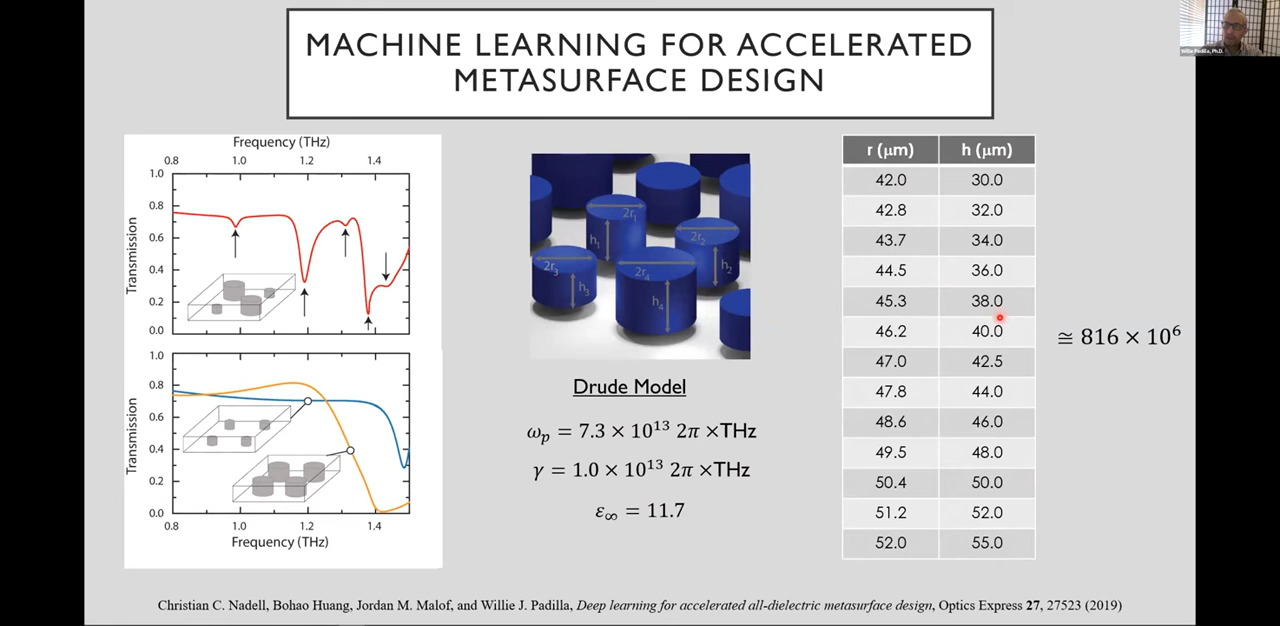 MACHINE LEARNING FOR ACCELERATED
METASURFACE DESIGN
Willie Padilla, Ph.D.
Frequency (THz)
0.8 1.0 1.2 1.4
1.0
0.8
0.6
0.4
0.2
0.0
Transmission
1.0
0.8
0.6
0.4
0.2
0.0
Transmission
0.8 1.0 1.2 1.4
Frequency (THz)
2r₁
h₁
2r₂
h₂
2r₃
h₃
2r₄
h₄
Drude Model
ωₚ = 7.3 × 10¹³ 2π ×THz
γ = 1.0 × 10¹³ 2π ×THz
ε∞ = 11.7
r (μm) h (μm)
42.0 30.0
42.8 32.0
43.7 34.0
44.5 36.0
45.3 38.0
46.2 40.0
47.0 42.5
47.8 44.0
48.6 46.0
49.5 48.0
50.4 50.0
51.2 52.0
52.0 55.0
≅ 816 × 10⁶
Christian C. Nadell, Bohao Huang, Jordan M. Malof, and Willie J. Padilla, Deep learning for accelerated all-dielectric metasurface design, Optics Express 27, 27523 (2019)